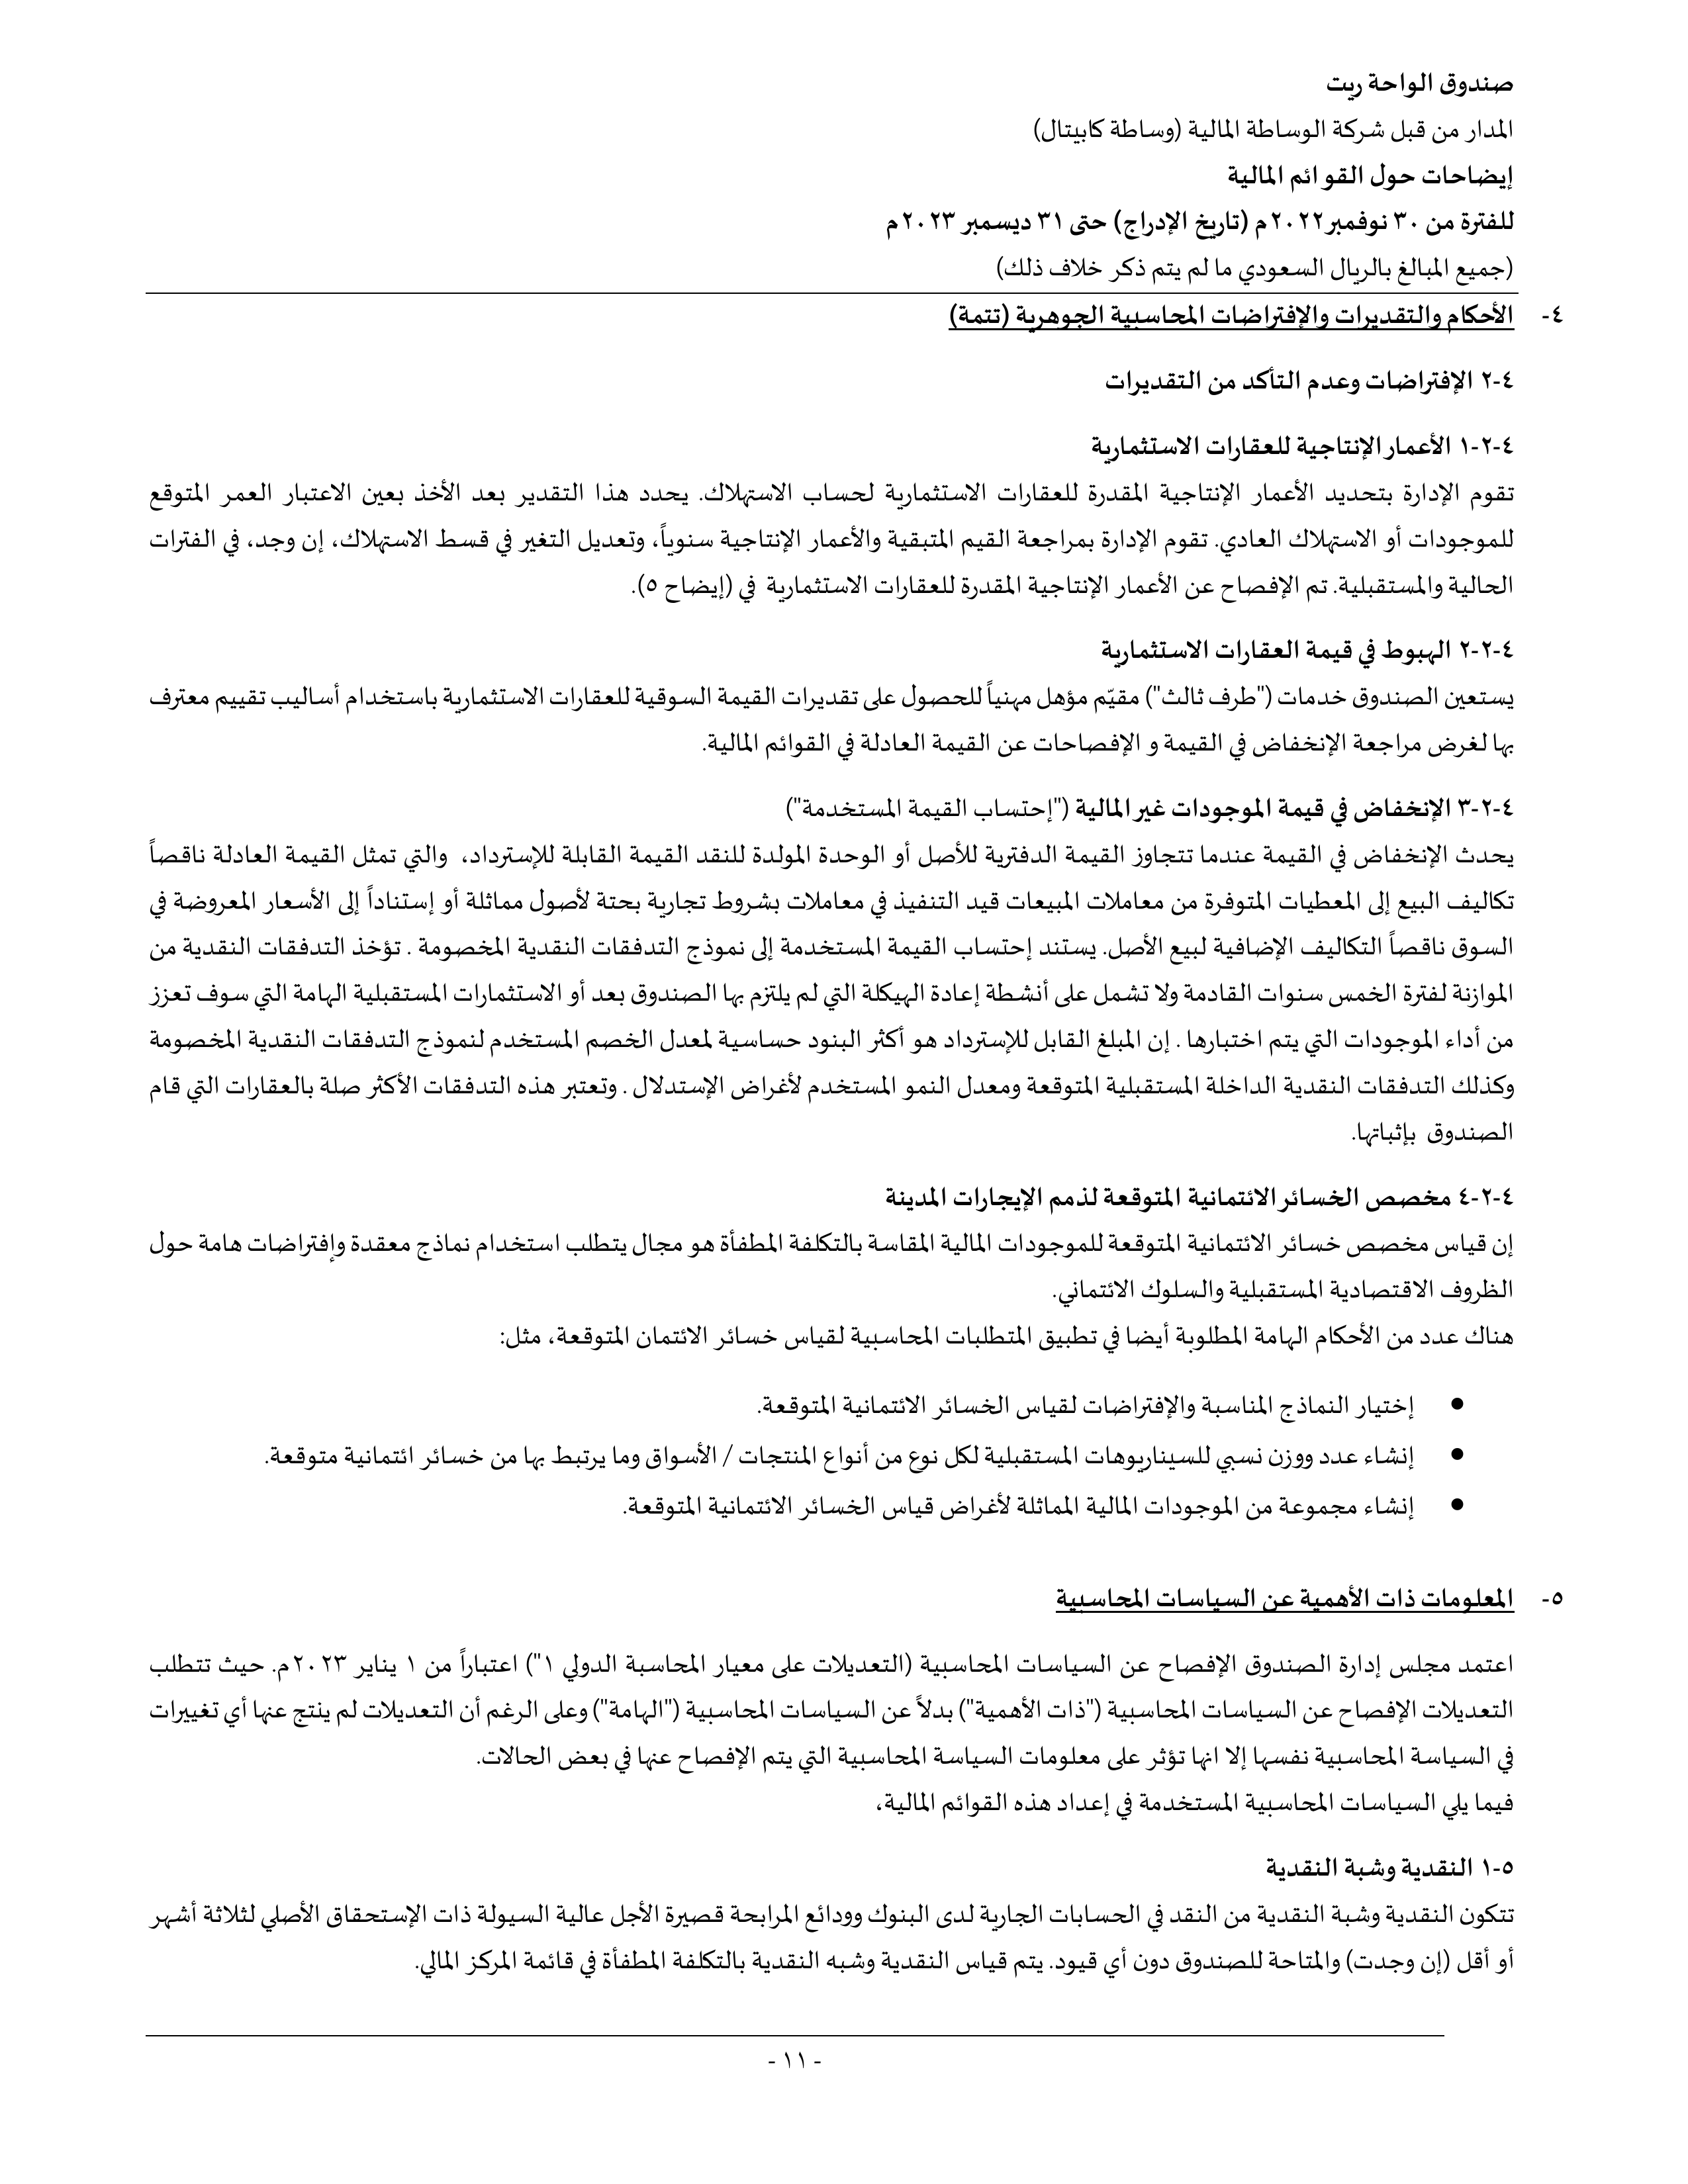 صندوق الواحة ريت
المدار من قبل شركة الوساطة المالية (وساطة كابيتال)
إيضاحات حول القوائم المالية
للفترة من ٣٠ نوفمبر٢٠٢٢م (تاريخ الإدراج) حتى ٣١ ديسمبر ٢٠٢٣م
(جميع المبالغ بالريال السعودي ما لم يتم ذكر خلاف ذلك)
٤- الأحكام والتقديرات والإفتراضات المحاسبية الجوهرية (تتمة)
٤-٢ الإفتراضات وعدم التأكد من التقديرات
٤-٢-١ الأعمار الإنتاجية للعقارات الاستثمارية
تقوم الإدارة بتحديد الأعمار الإنتاجية المقدرة للعقارات الاستثمارية لحساب الاستهلاك. يحدد هذا التقدير بعد الأخذ بعين الاعتبار العمر المتوقع
للموجودات أو الاستهلاك العادي. تقوم الإدارة بمراجعة القيم المتبقية والأعمار الإنتاجية سنوياً، وتعديل التغير في قسط الاستهلاك، إن وجد، في الفترات
الحالية والمستقبلية. تم الإفصاح عن الأعمار الإنتاجية المقدرة للعقارات الاستثمارية في (إيضاح ٥).
٤-٢-٢ الهبوط في قيمة العقارات الاستثمارية
يستعين الصندوق خدمات ("طرف ثالث") مقيّم مؤهل مهنياً للحصول على تقديرات القيمة السوقية للعقارات الاستثمارية باستخدام أساليب تقييم معترف
بها لغرض مراجعة الإنخفاض في القيمة و الإفصاحات عن القيمة العادلة في القوائم المالية.
٤-٢-٣ الإنخفاض في قيمة الموجودات غير المالية ("إحتساب القيمة المستخدمة")
يحدث الإنخفاض في القيمة عندما تتجاوز القيمة الدفترية للأصل أو الوحدة المولدة للنقد القيمة القابلة للإسترداد، والتي تمثل القيمة العادلة ناقصاً
تكاليف البيع إلى المعطيات المتوفرة من معاملات المبيعات قيد التنفيذ في معاملات بشروط تجارية بحتة لأصول مماثلة أو إستناداً إلى الأسعار المعروضة في
السوق ناقصاً التكاليف الإضافية لبيع الأصل. يستند إحتساب القيمة المستخدمة إلى نموذج التدفقات النقدية المخصومة . تؤخذ التدفقات النقدية من
الموازنة لفترة الخمس سنوات القادمة ولا تشمل على أنشطة إعادة الهيكلة التي لم يلتزم بها الصندوق بعد أو الاستثمارات المستقبلية الهامة التي سوف تعزز
من أداء الموجودات التي يتم اختبارها . إن المبلغ القابل للإسترداد هو أكثر البنود حساسية لمعدل الخصم المستخدم لنموذج التدفقات النقدية المخصومة
وكذلك التدفقات النقدية الداخلة المستقبلية المتوقعة ومعدل النمو المستخدم لأغراض الإستدلال . وتعتبر هذه التدفقات الأكثر صلة بالعقارات التي قام
الصندوق بإثباتها.
٤-٢-٤ مخصص الخسائر الائتمانية المتوقعة لذمم الإيجارات المدينة
إن قياس مخصص خسائر الائتمانية المتوقعة للموجودات المالية المقاسة بالتكلفة المطفأة هو مجال يتطلب استخدام نماذج معقدة وإفتراضات هامة حول
الظروف الاقتصادية المستقبلية والسلوك الائتماني.
هناك عدد من الأحكام الهامة المطلوبة أيضا في تطبيق المتطلبات المحاسبية لقياس خسائر الائتمان المتوقعة، مثل:
● إختيار النماذج المناسبة والإفتراضات لقياس الخسائر الائتمانية المتوقعة.
● إنشاء عدد ووزن نسبي للسيناريوهات المستقبلية لكل نوع من أنواع المنتجات / الأسواق وما يرتبط بها من خسائر ائتمانية متوقعة.
● إنشاء مجموعة من الموجودات المالية المماثلة لأغراض قياس الخسائر الائتمانية المتوقعة.
٥- المعلومات ذات الأهمية عن السياسات المحاسبية
اعتمد مجلس إدارة الصندوق الإفصاح عن السياسات المحاسبية (التعديلات على معيار المحاسبة الدولي ١") اعتباراً من ١ يناير ٢٠٢٣م. حيث تتطلب
التعديلات الإفصاح عن السياسات المحاسبية ("ذات الأهمية") بدلاً عن السياسات المحاسبية ("الهامة") وعلى الرغم أن التعديلات لم ينتج عنها أي تغييرات
في السياسة المحاسبية نفسها إلا انها تؤثر على معلومات السياسة المحاسبية التي يتم الإفصاح عنها في بعض الحالات.
فيما يلي السياسات المحاسبية المستخدمة في إعداد هذه القوائم المالية،
٥-١ النقدية وشبة النقدية
تتكون النقدية وشبة النقدية من النقد في الحسابات الجارية لدى البنوك وودائع المرابحة قصيرة الأجل عالية السيولة ذات الإستحقاق الأصلي لثلاثة أشهر
أو أقل (إن وجدت) والمتاحة للصندوق دون أي قيود. يتم قياس النقدية وشبه النقدية بالتكلفة المطفأة في قائمة المركز المالي.
- ١١ -